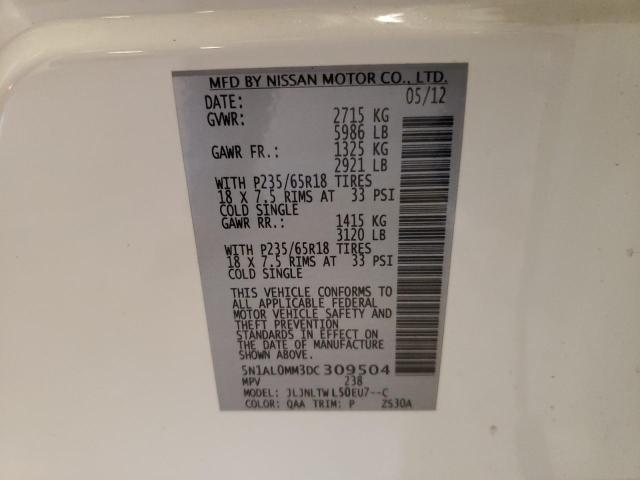 MFD BY NISSAN MOTOR CO., LTD.
DATE: 05/12
GVWR: 2715 KG
5986 LB
GAWR FR.: 1325 KG
2921 LB
WITH P235/65R18 TIRES
18 X 7.5 RIMS AT 33 PSI
COLD SINGLE
GAWR RR.: 1415 KG
3120 LB
WITH P235/65R18 TIRES
18 X 7.5 RIMS AT 33 PSI
COLD SINGLE
THIS VEHICLE CONFORMS TO
ALL APPLICABLE FEDERAL
MOTOR VEHICLE SAFETY AND
THEFT PREVENTION
STANDARDS IN EFFECT ON
THE DATE OF MANUFACTURE
SHOWN ABOVE.
5N1AL0MM3DC309504
MPV 238
MODEL: JLJNLTWL50EU7--C
COLOR: QAA TRIM: P ZS30A